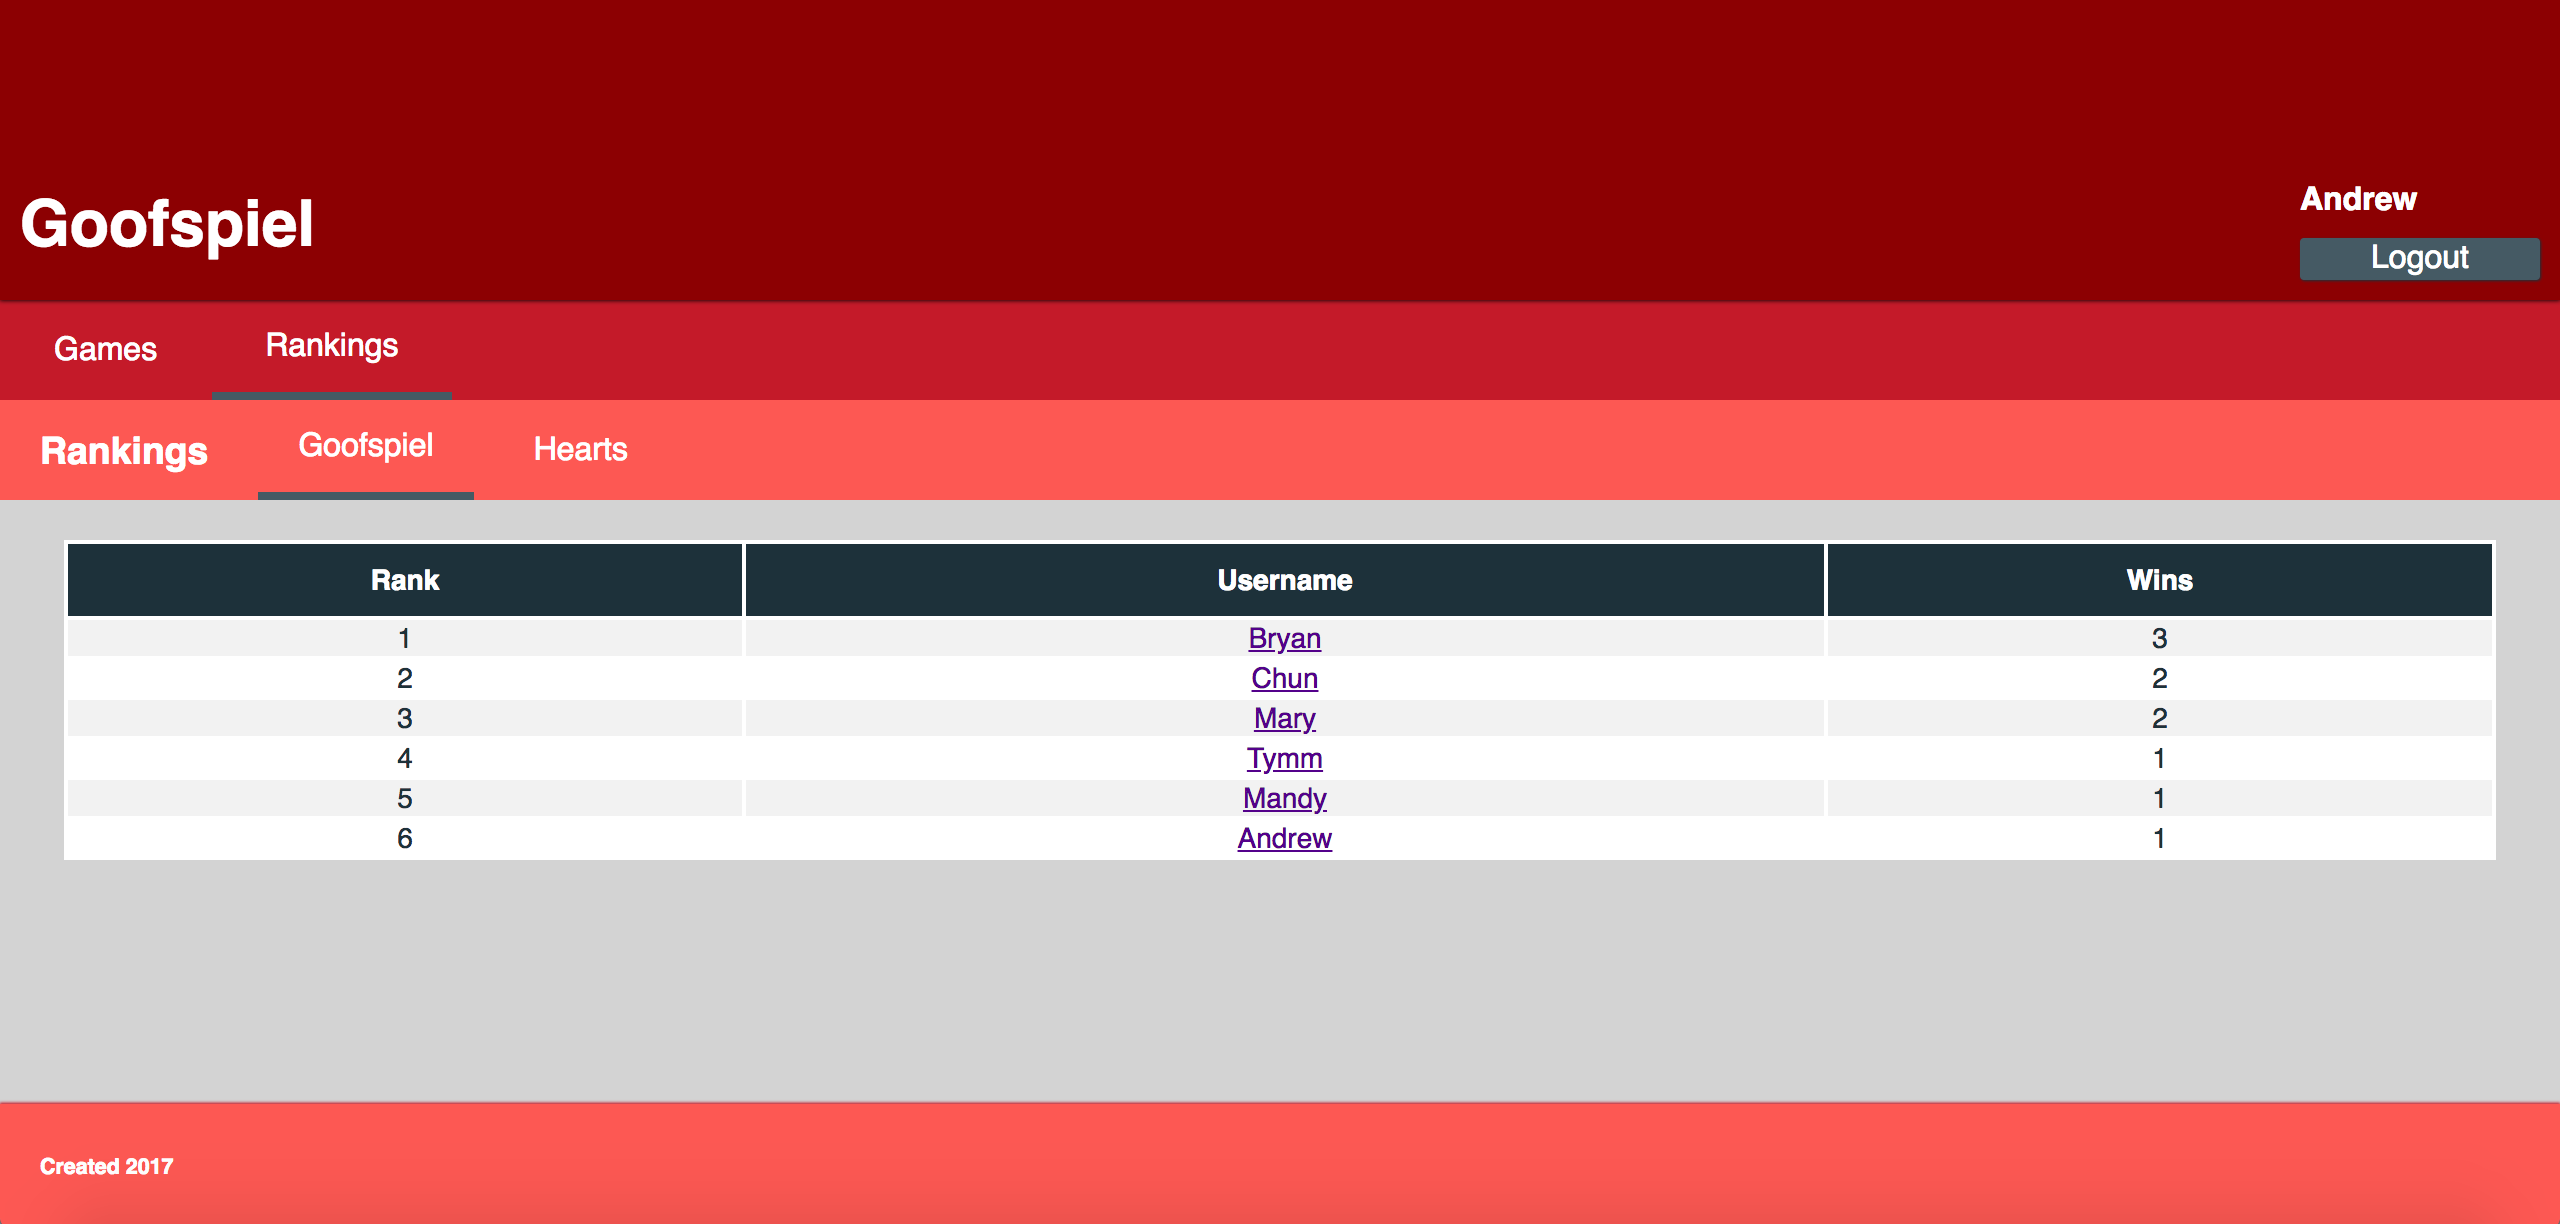 Goofspiel
Andrew
Logout
Games Rankings
Rankings Goofspiel Hearts
Rank Username Wins
1 Bryan 3
2 Chun 2
3 Mary 2
4 Tymm 1
5 Mandy 1
6 Andrew 1
Created 2017